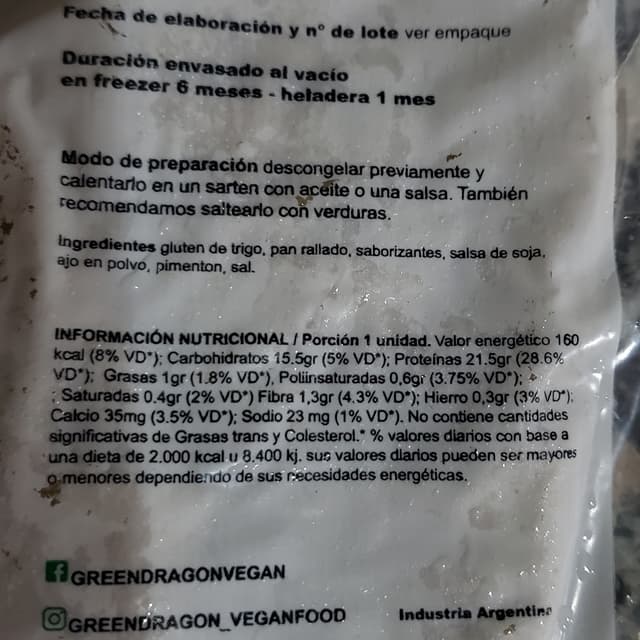 Fecha de elaboración y nº de lote ver empaque
Duración envasado al vacío
en freezer 6 meses - heladera 1 mes
Modo de preparación descongelar previamente y
calentarlo en un sarten con aceite o una salsa. También
recomendamos saltearlo con verduras.
Ingredientes gluten de trigo, pan rallado, saborizantes, salsa de soja,
ajo en polvo, pimenton, sal.
INFORMACIÓN NUTRICIONAL / Porción 1 unidad. Valor energético 160
kcal (8% VD*); Carbohidratos 15.5gr (5% VD*); Proteínas 21.5gr (28.6%
VD*); Grasas 1gr (1.8% VD*), Poliinsaturadas 0,6gr (3.75% VD*);
; Saturadas 0.4gr (2% VD*) Fibra 1,3gr (4.3% VD*); Hierro 0,3gr (3% VD*);
Calcio 35mg (3.5% VD*); Sodio 23 mg (1% VD*). No contiene cantidades
significativas de Grasas trans y Colesterol.* % valores diarios con base a
una dieta de 2.000 kcal u 8.400 kj. sus valores diarios pueden ser mayores
o menores dependiendo de sus necesidades energéticas.
GREENDRAGONVEGAN
GREENDRAGON_VEGANFOOD
Industria Argentina